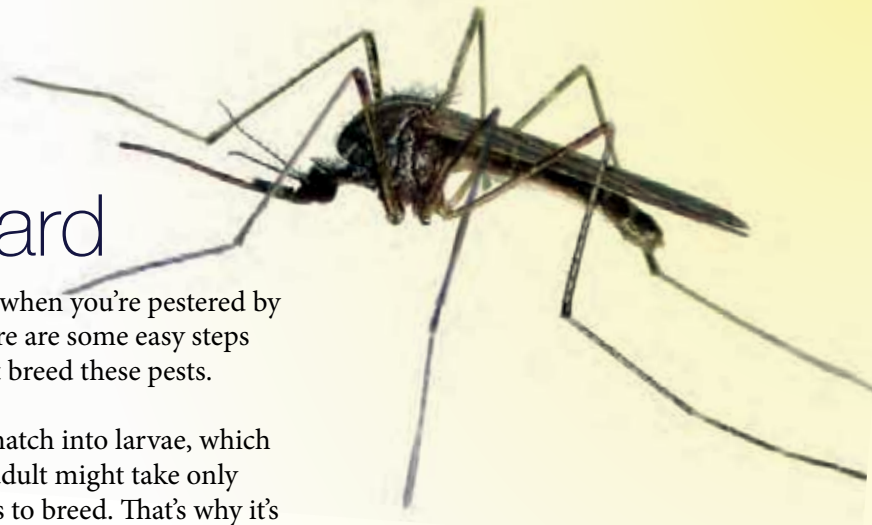 ard
when you're pestered by
re are some easy steps
breed these pests.
hatch into larvae, which
dult might take only
s to breed. That's why it's